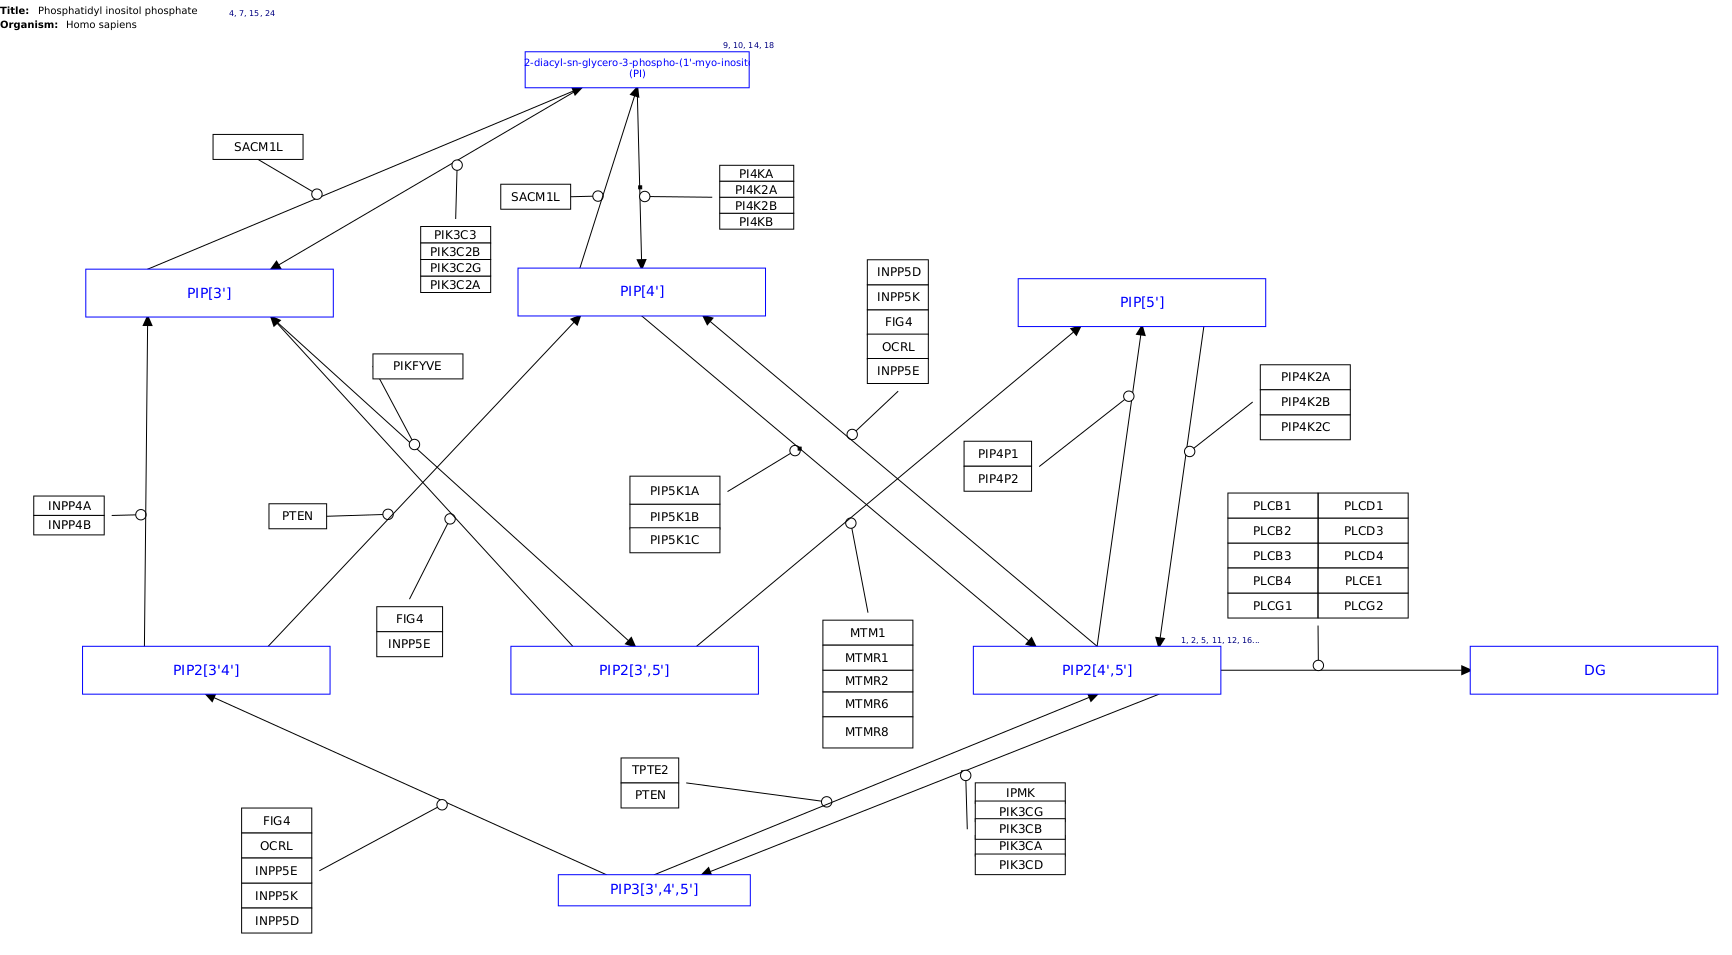 Title: Phosphatidyl inositol phosphate
4, 7, 15, 24
Organism: Homo sapiens
9, 10, 14, 18
2-diacyl-sn-glycero-3-phospho-(1'-myo-inosit
(PI)
SACM1L
SACM1L
PI4KA
PI4K2A
PI4K2B
PI4KB
PIK3C3
PIK3C2B
PIK3C2G
PIK3C2A
PIP[3']
PIP[4']
PIP[5']
INPP5D
INPP5K
FIG4
OCRL
INPP5E
PIKFYVE
PIP4K2A
PIP4K2B
PIP4K2C
PIP4P1
PIP4P2
PIP5K1A
PIP5K1B
PIP5K1C
INPP4A
INPP4B
PTEN
PLCB1 PLCD1
PLCB2 PLCD3
PLCB3 PLCD4
PLCB4 PLCE1
PLCG1 PLCG2
FIG4
INPP5E
MTM1
MTMR1
MTMR2
MTMR6
MTMR8
1, 2, 5, 11, 12, 16...
PIP2[3'4']
PIP2[3',5']
PIP2[4',5']
DG
TPTE2
PTEN
IPMK
PIK3CG
PIK3CB
PIK3CA
PIK3CD
FIG4
OCRL
INPP5E
INPP5K
INPP5D
PIP3[3',4',5']